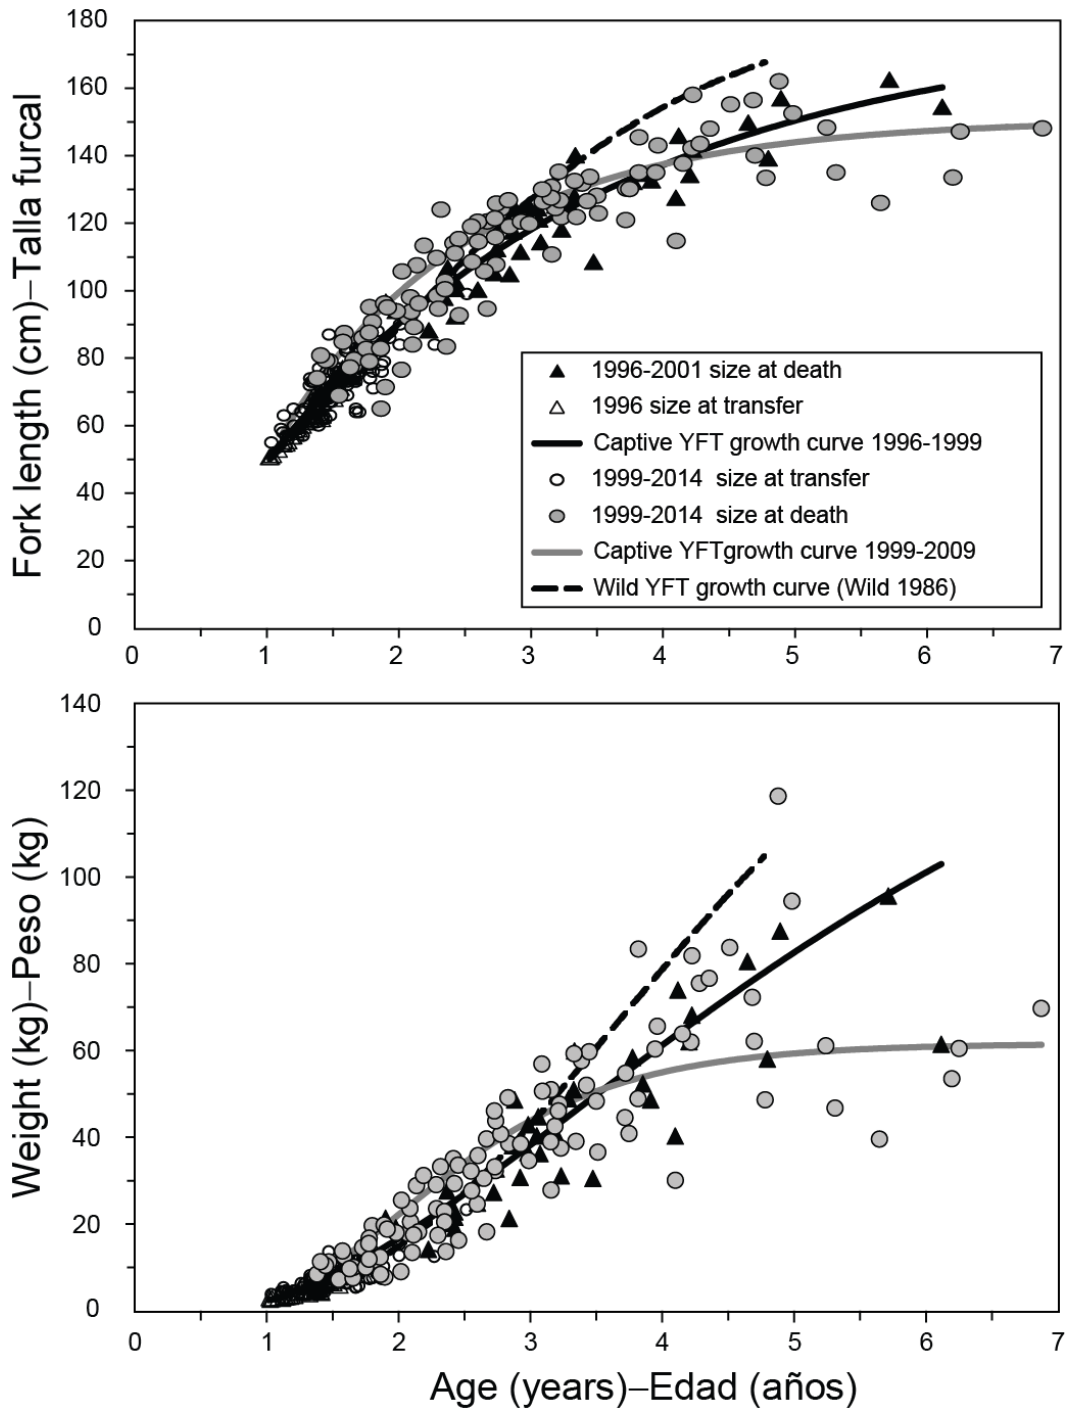 180
160
140
120
100
80
60
40
20
0
Fork length (cm)–Talla furcal
1996-2001 size at death
1996 size at transfer
Captive YFT growth curve 1996-1999
1999-2014 size at transfer
1999-2014 size at death
Captive YFTgrowth curve 1999-2009
Wild YFT growth curve (Wild 1986)
0 1 2 3 4 5 6 7
140
120
100
80
60
40
20
0
Weight (kg)–Peso (kg)
0 1 2 3 4 5 6 7
Age (years)–Edad (años)